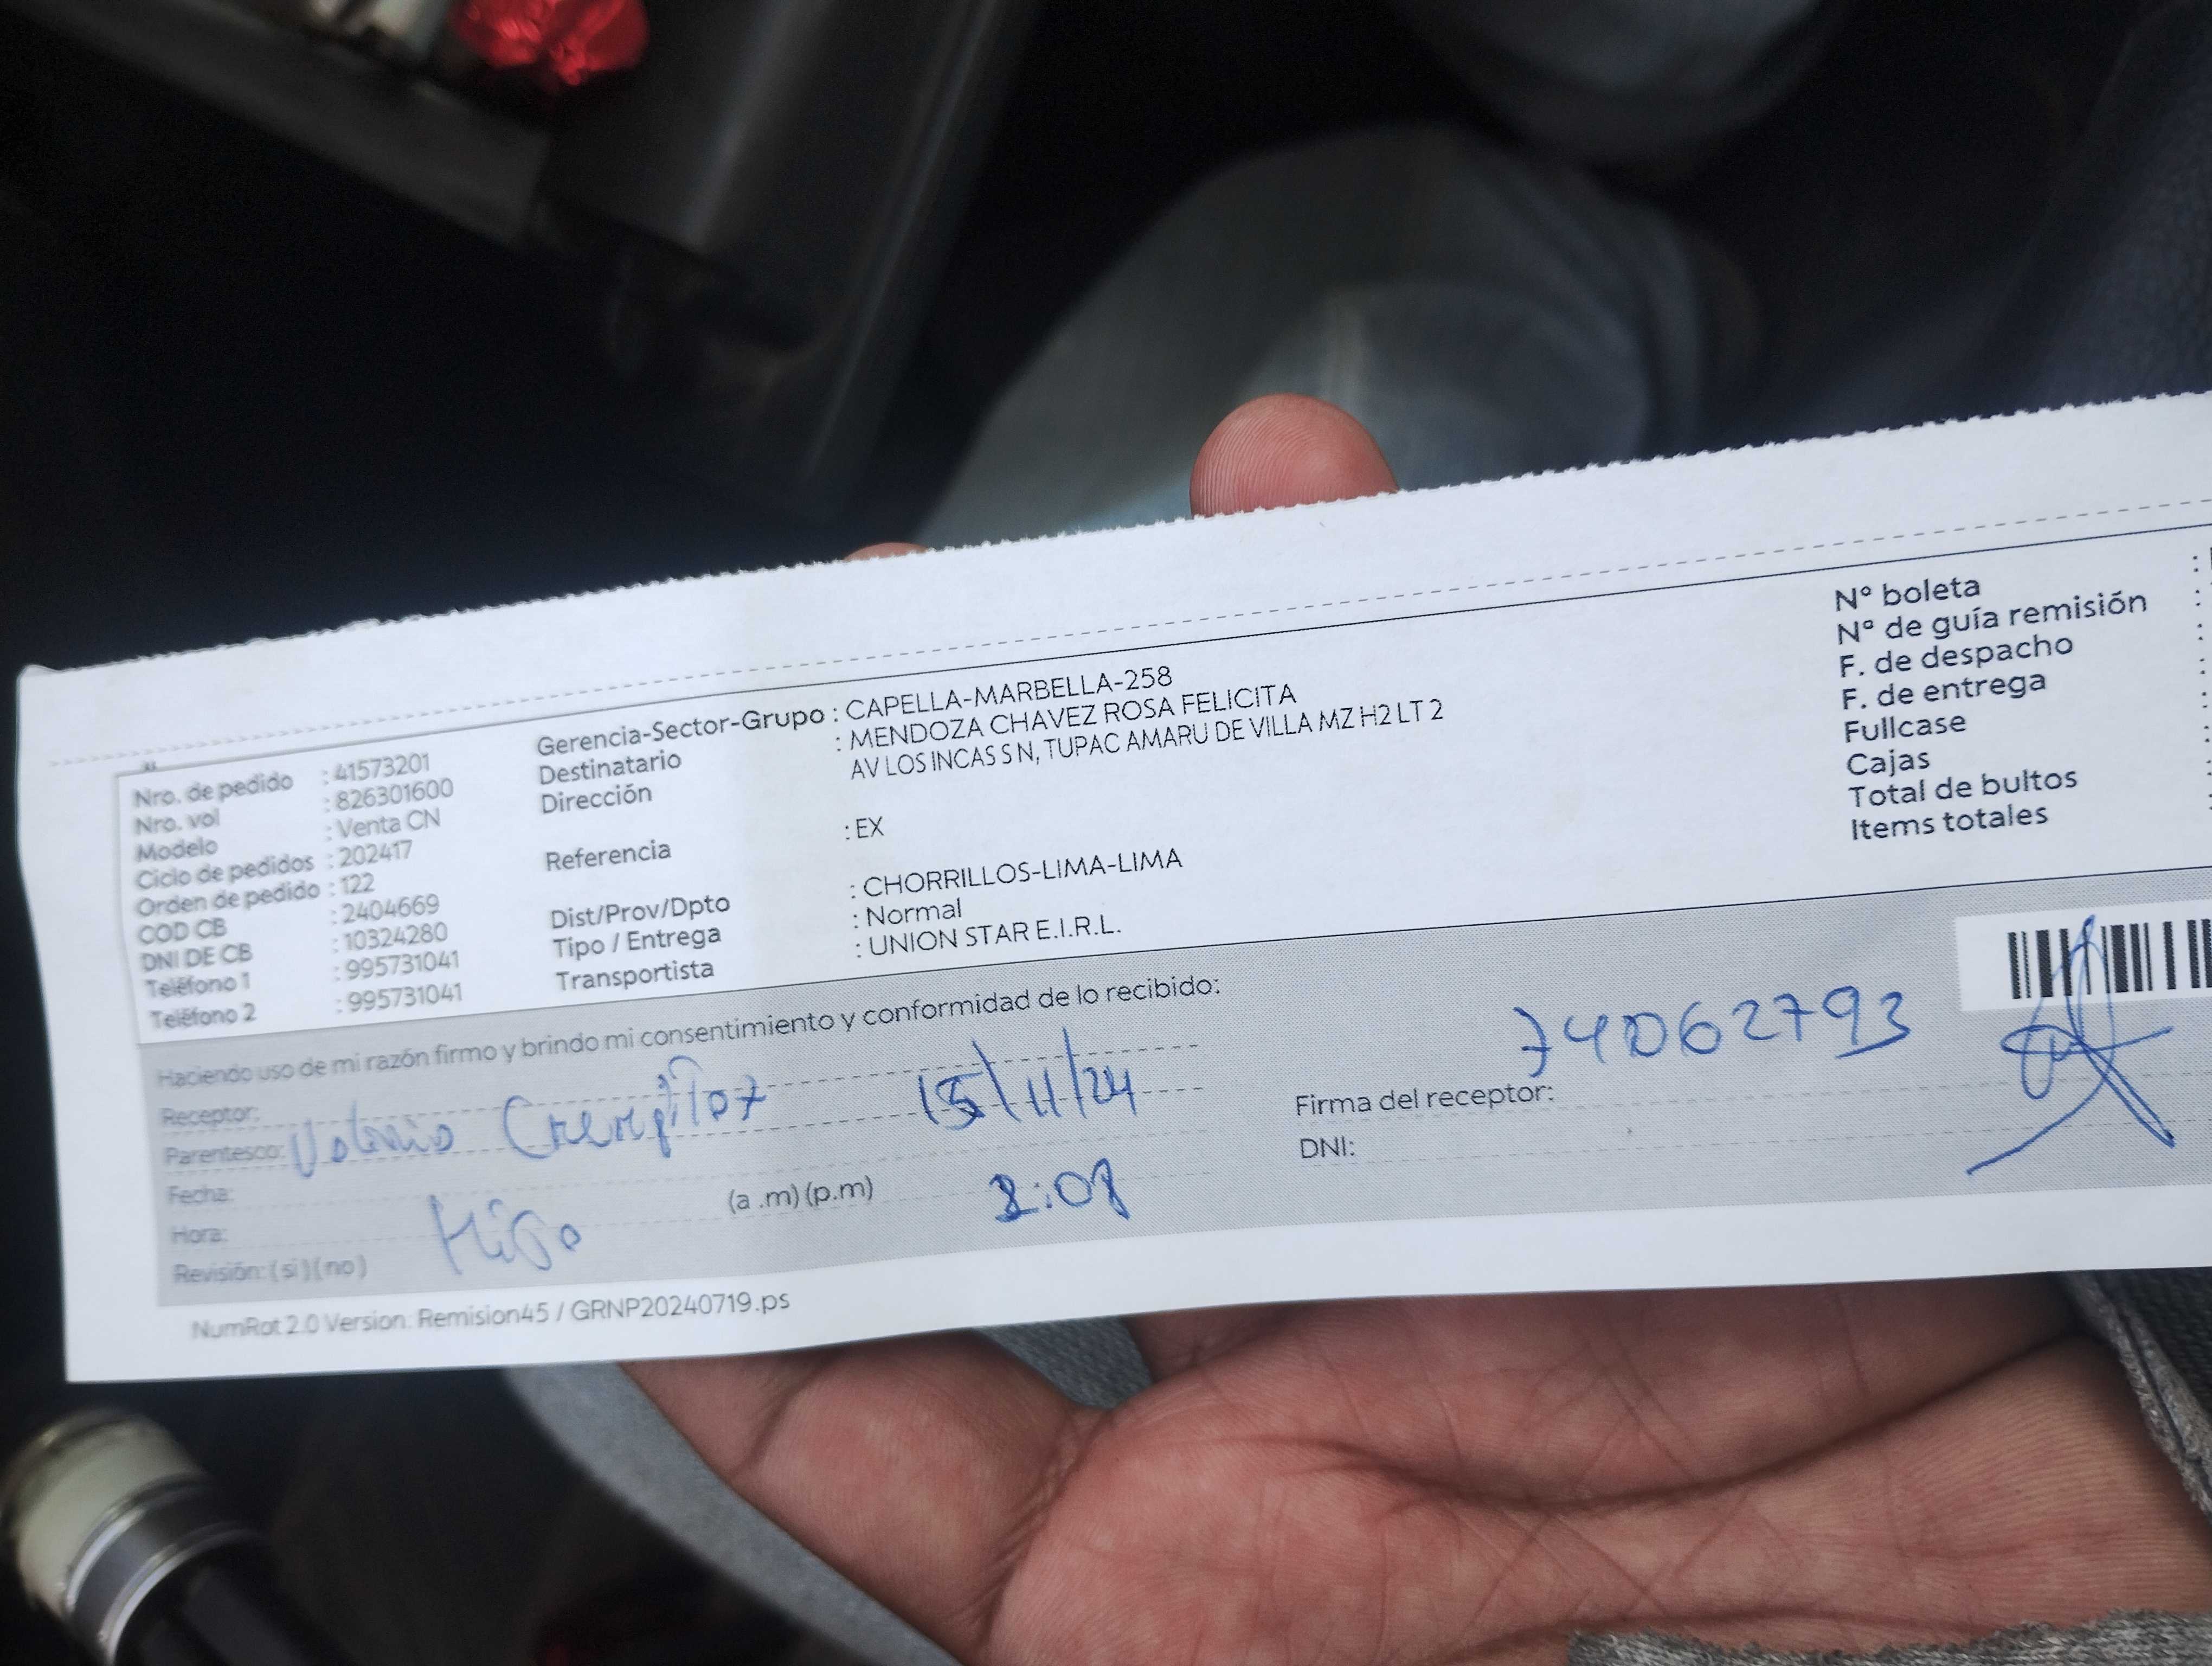 Nro. de pedido : 41573201
Nro. vol : 826301600
Modelo : Venta CN
Ciclo de pedidos : 202417
Orden de pedido : 122
COD CB : 2404669
DNI DE CB : 10324280
Teléfono 1 : 995731041
Teléfono 2 : 995731041
Gerencia-Sector-Grupo : CAPELLA-MARBELLA-258
Destinatario : MENDOZA CHAVEZ ROSA FELICITA
Dirección AV LOS INCAS S N, TUPAC AMARU DE VILLA MZ H2 LT 2
Referencia : EX
Dist/Prov/Dpto : CHORRILLOS-LIMA-LIMA
Tipo / Entrega : Normal
Transportista : UNION STAR E.I.R.L.
N° boleta :
N° de guía remisión :
F. de despacho :
F. de entrega :
Fullcase :
Cajas :
Total de bultos :
Items totales :
Haciendo uso de mi razón firmo y brindo mi consentimiento y conformidad de lo recibido:
Receptor:
Parentesco:
Fecha: 15/11/24
Hora: (a .m) (p.m) :08
Revisión: (si) (no) Hijo
Firma del receptor: 74062793
DNI:
NumRot 2.0 Version: Remision45 / GRNP20240719.ps